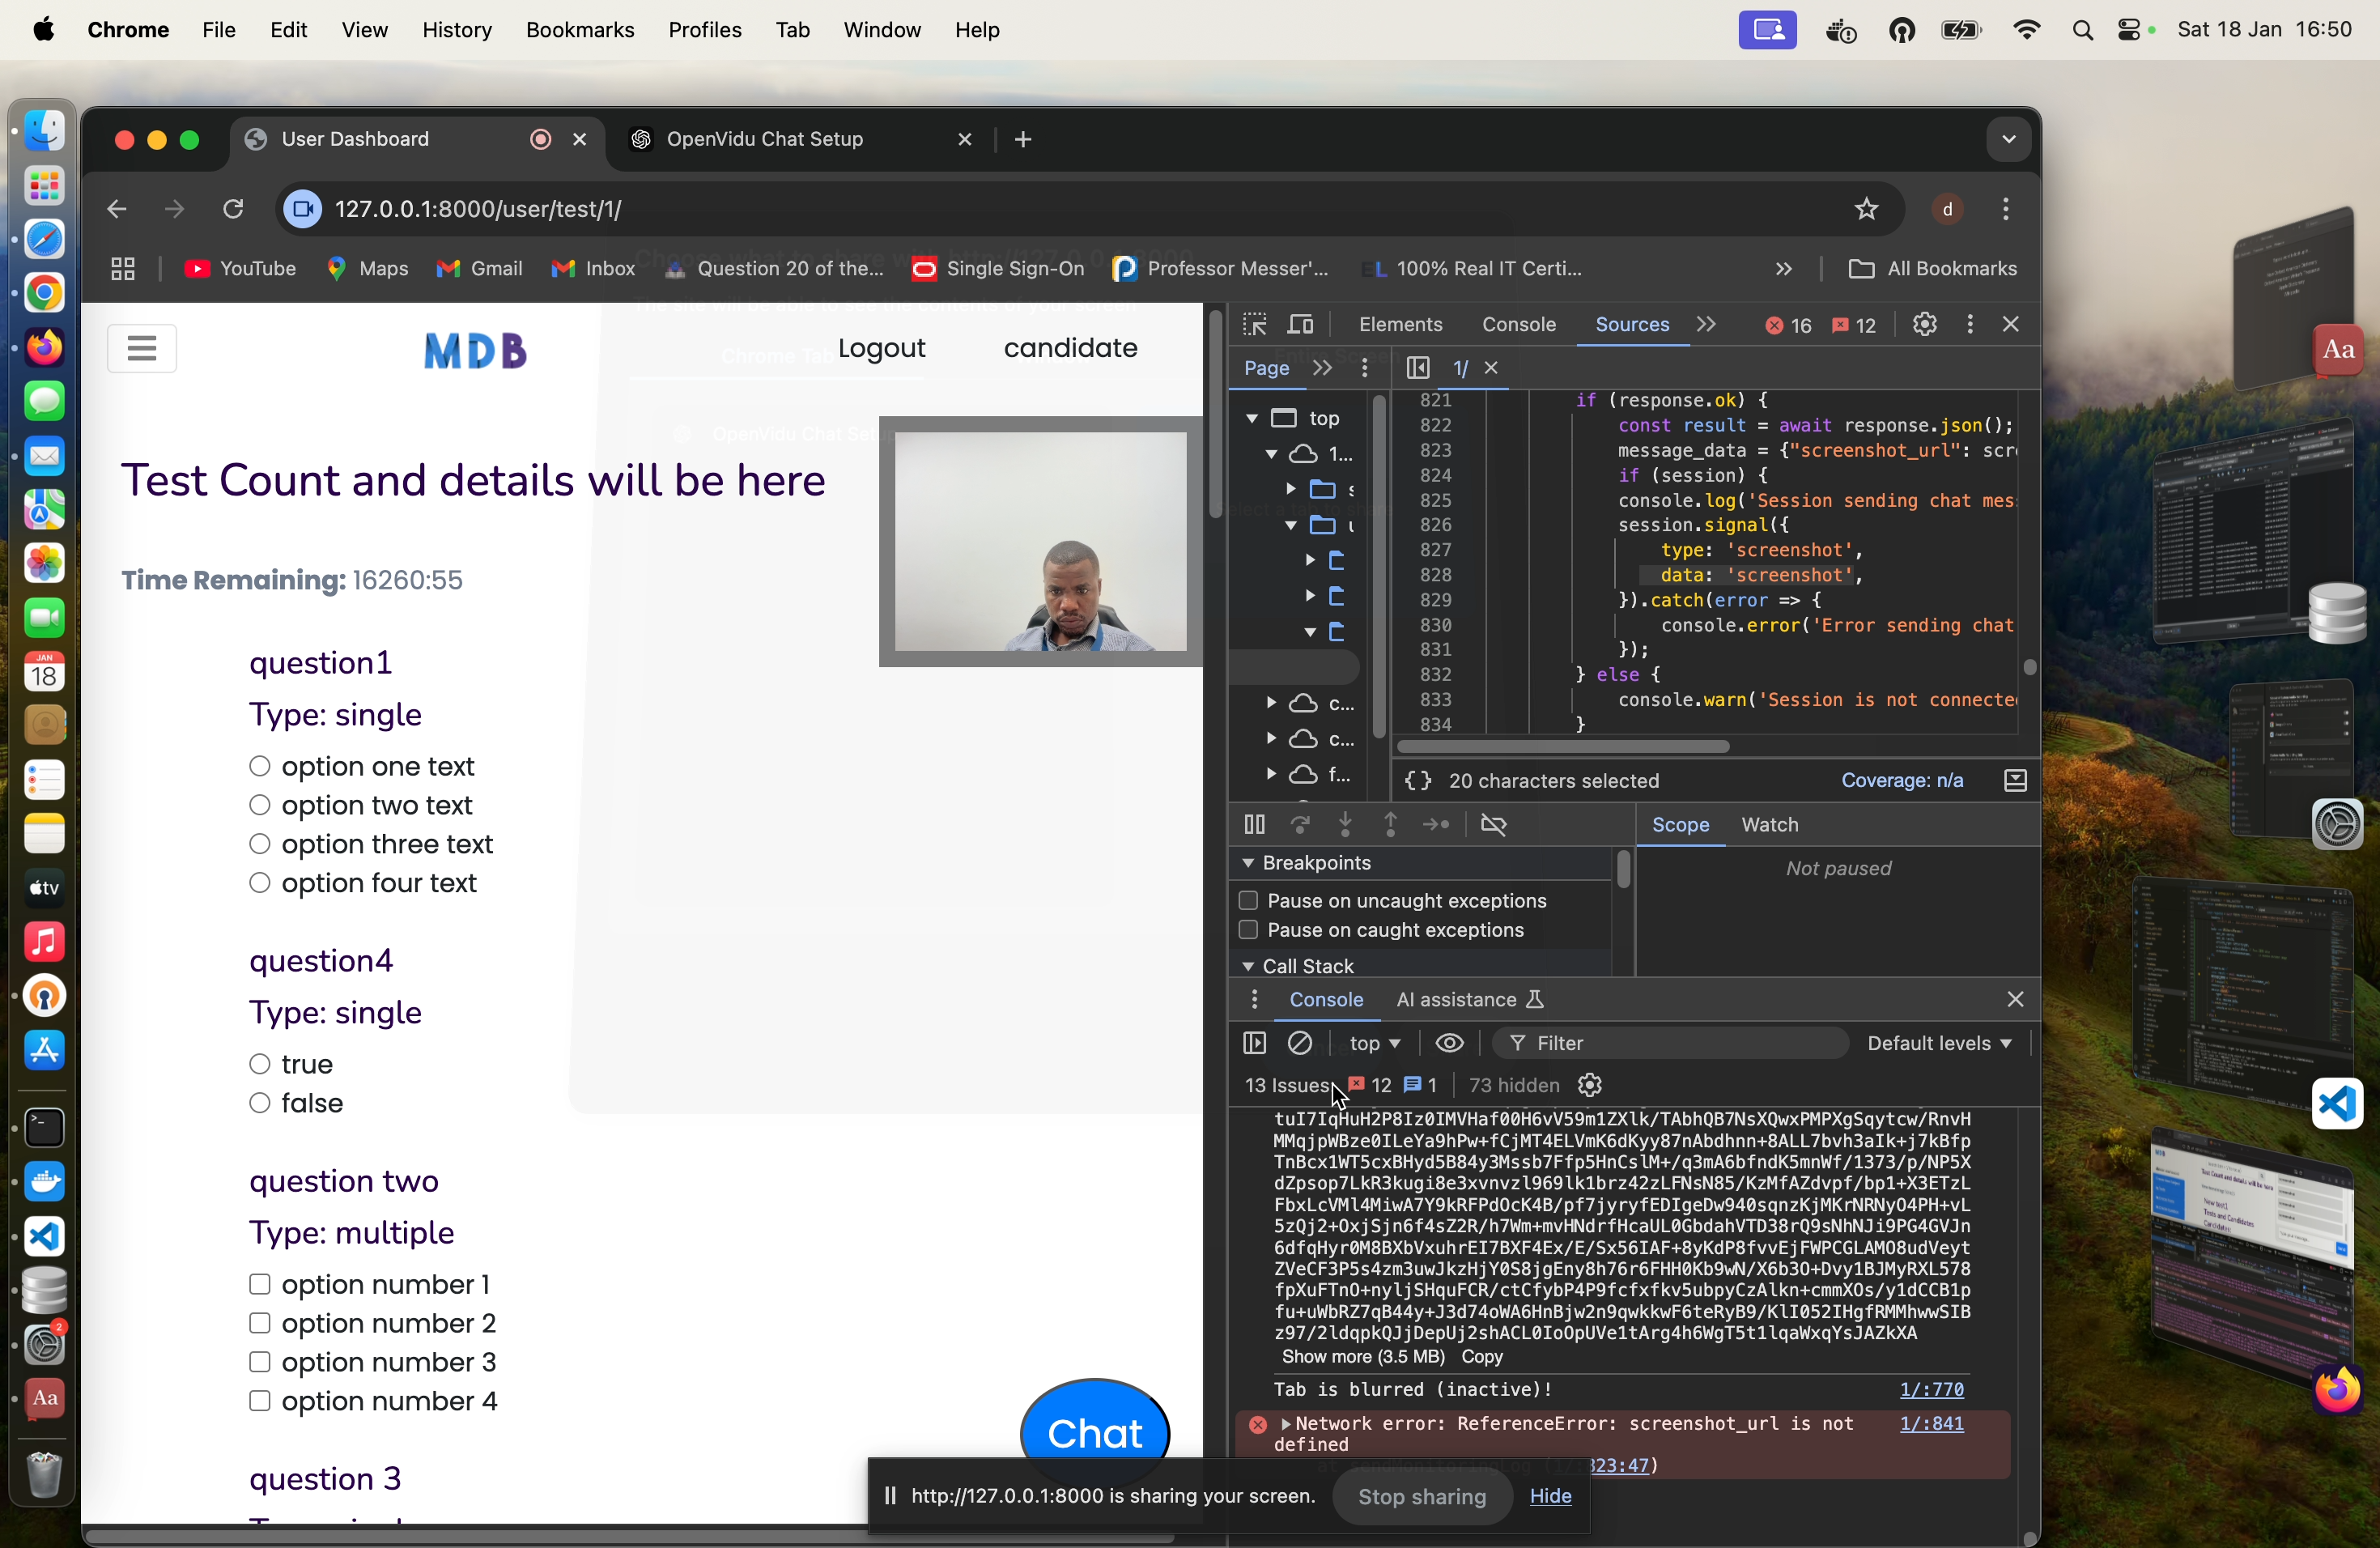 Chrome File Edit View History Bookmarks Profiles Tab Window Help Sat 18 Jan 16:50
User Dashboard OpenVidu Chat Setup
127.0.0.1:8000/user/test/1/ d
YouTube Maps Gmail Inbox Question 20 of the... Single Sign-On Professor Messer'... EL 100% Real IT Certi... All Bookmarks
MDB Logout candidate
Test Count and details will be here
Time Remaining: 16260:55
question1
Type: single
option one text
option two text
option three text
option four text
question4
Type: single
true
false
question two
Type: multiple
option number 1
option number 2
option number 3
option number 4
question 3
Chat
Elements Console Sources 16 12
Page 1/
top
1...
c...
c...
f...
821 if (response.ok) {
822 const result = await response.json();
823 message_data = {"screenshot_url": scr
824 if (session) {
825 console.log('Session sending chat mes
826 session.signal({
827 type: 'screenshot',
828 data: 'screenshot',
829 }).catch(error => {
830 console.error('Error sending chat
831 });
832 } else {
833 console.warn('Session is not connecte
834 }
{} 20 characters selected Coverage: n/a
Scope Watch
Breakpoints
Not paused
Pause on uncaught exceptions
Pause on caught exceptions
Call Stack
Console AI assistance
top Filter Default levels
13 Issues: 12 1 73 hidden
tuI7IqHuH2P8Iz0IMVHaf00H6vV59m1ZXlk/TAbhQB7NsXQwxPMPXgSqytcw/RnvH
MMqjpWBze0ILeYa9hPw+fCjMT4ELVmK6dKyy87nAbdhnn+8ALL7bvh3aIk+j7kBfp
TnBcx1WT5cxBHyd5B84y3Mssb7Ffp5HnCslM+/q3mA6bfndK5mnWf/1373/p/NP5X
dZpsop7LkR3kugi8e3xvnvzl969lk1brz42zLFNsN85/KzMfAZdvpf/bp1+X3ETzL
FbxLcVMl4MiwA7Y9kRFPdOcK4B/pf7jyryfEDIgeDw940sqnzKjMKrNRNyO4PH+vL
5zQj2+OxjSjn6f4sZ2R/h7Wm+mvHNdrfHcaUL0GbdahVTD38rQ9sNhNJi9PG4GVJn
6dfqHyr0M8BXbVxuhrEI7BXF4Ex/E/Sx56IAF+8yKdP8fvvEjFWPCGLAMO8udVeyt
ZVeCF3P5s4zm3uwJkzHjY0S8jgEny8h76r6FHH0Kb9wN/X6b3O+Dvy1BJMyRXL578
fpXuFTnO+nyljSHquFCR/ctCfybP4P9fcfxfkv5ubpyCzAlkn+cmmXOs/y1dCCB1p
fu+uWbRZ7qB44y+J3d74oWA6HnBjw2n9qwkkwF6teRyB9/KlI052IHgfRMMhwwSIB
z97/2ldqpkQJjDepUj2shACL0IoOpUVe1tArg4h6WgT5t1lqaWxqYsJAZkXA
Show more (3.5 MB) Copy
Tab is blurred (inactive)! 1/:770
Network error: ReferenceError: screenshot_url is not 1/:841
defined
at sendMonitoringLog (1/:823:47)
http://127.0.0.1:8000 is sharing your screen. Stop sharing Hide